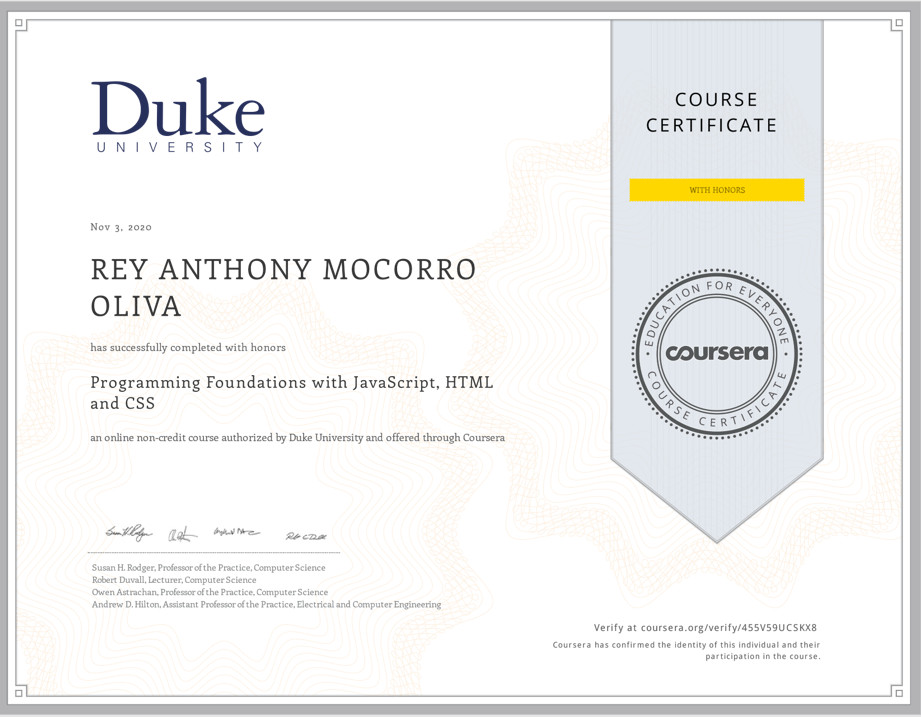 Duke
UNIVERSITY
COURSE
CERTIFICATE
WITH HONORS
Nov 3, 2020
REY ANTHONY MOCORRO
OLIVA
has successfully completed with honors
Programming Foundations with JavaScript, HTML
and CSS
an online non-credit course authorized by Duke University and offered through Coursera
EDUCATION FOR EVERYONE
coursera
COURSE CERTIFICATE
Susan H. Rodger, Professor of the Practice, Computer Science
Robert Duvall, Lecturer, Computer Science
Owen Astrachan, Professor of the Practice, Computer Science
Andrew D. Hilton, Assistant Professor of the Practice, Electrical and Computer Engineering
Verify at coursera.org/verify/455V59UCSKX8
Coursera has confirmed the identity of this individual and their
participation in the course.